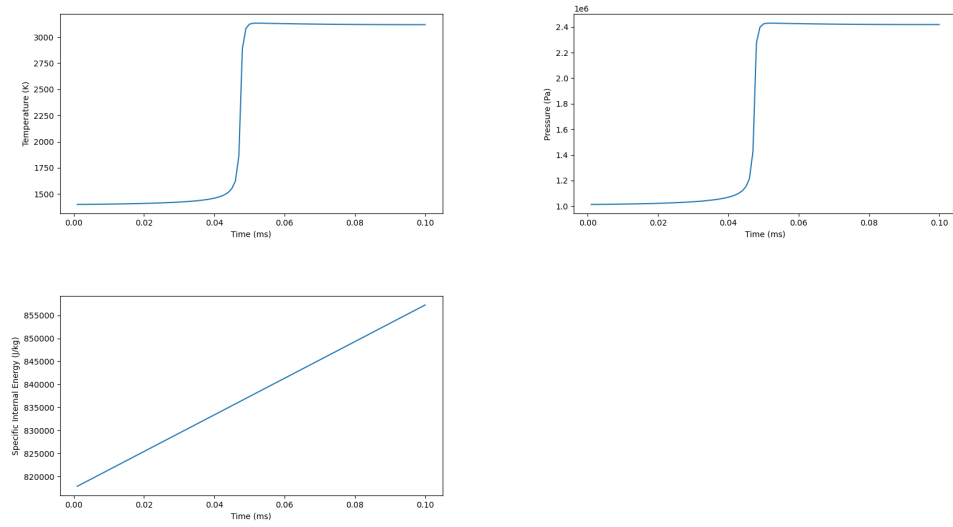 3000
2750
2500
2250
2000
1750
1500
Temperature (K)
0.00 0.02 0.04 0.06 0.08 0.10
Time (ms)
1e6
2.4
2.2
2.0
1.8
1.6
1.4
1.2
1.0
Pressure (Pa)
0.00 0.02 0.04 0.06 0.08 0.10
Time (ms)
855000
850000
845000
840000
835000
830000
825000
820000
Specific Internal Energy (J/kg)
0.00 0.02 0.04 0.06 0.08 0.10
Time (ms)